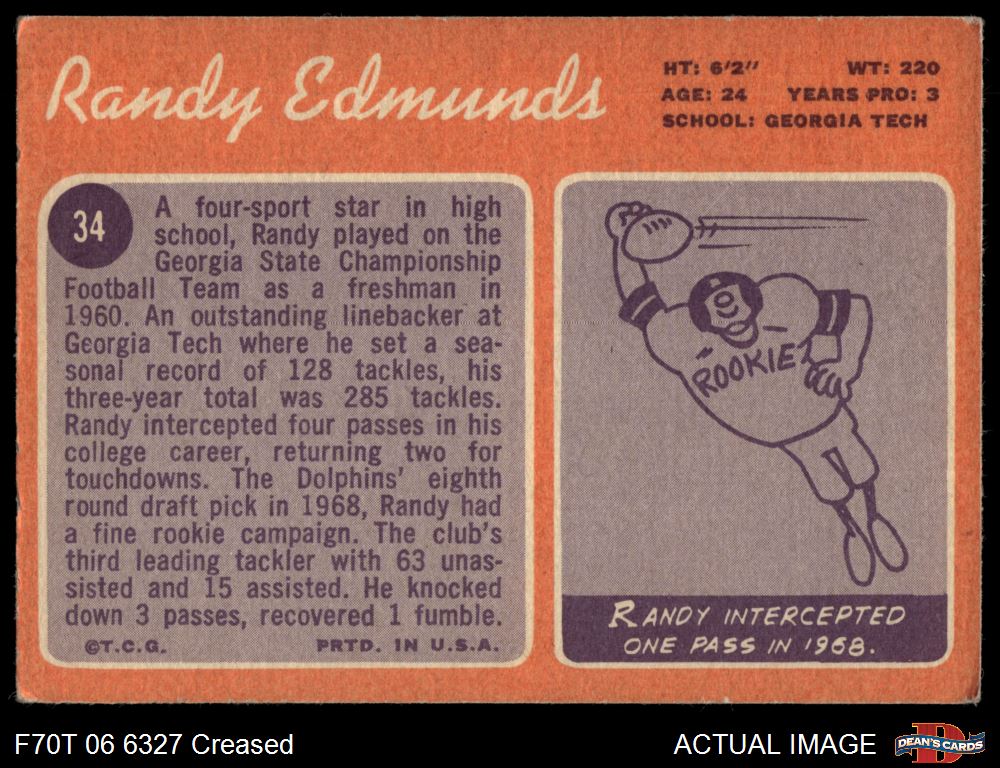 Randy Edmunds
HT: 6'2" WT: 220
AGE: 24 YEARS PRO: 3
SCHOOL: GEORGIA TECH
34
A four-sport star in high
school, Randy played on the
Georgia State Championship
Football Team as a freshman in
1960. An outstanding linebacker at
Georgia Tech where he set a sea-
sonal record of 128 tackles, his
three-year total was 285 tackles.
Randy intercepted four passes in his
college career, returning two for
touchdowns. The Dolphins' eighth
round draft pick in 1968, Randy had
a fine rookie campaign. The club's
third leading tackler with 63 unas-
sisted and 15 assisted. He knocked
down 3 passes, recovered 1 fumble.
©T.C.G. PRTD. IN U.S.A.
ROOKIE
RANDY INTERCEPTED
ONE PASS IN 1968.
F70T 06 6327 Creased
ACTUAL IMAGE
D
DEAN'S CARDS